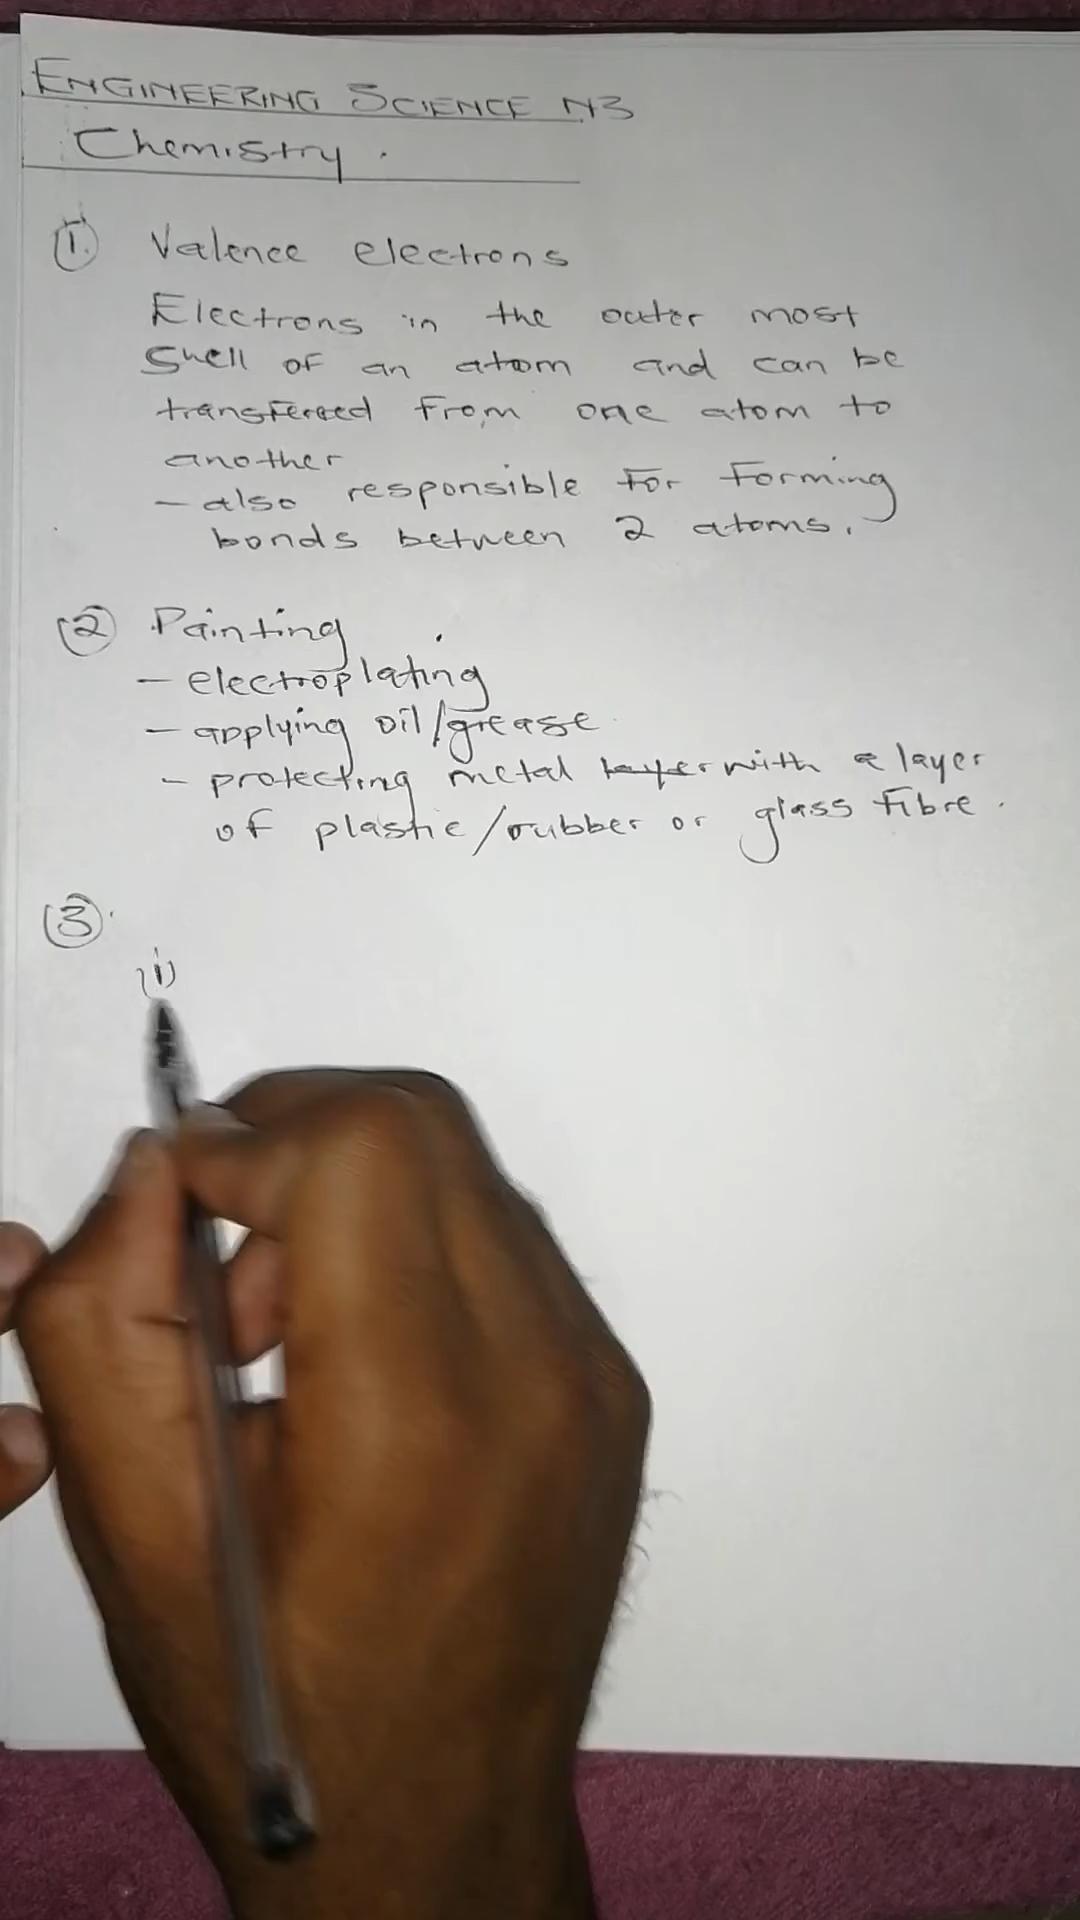 ENGINEERING SCIENCE N3
Chemistry.
1. Valence electrons
Electrons in the outer most
shell of an atom and can be
transfered from one atom to
another
- also responsible for forming
bonds between 2 atoms.
(2) Painting
- electroplating
- applying oil/grease
- protecting metal layer with a layer
of plastic/rubber or glass fibre.
(3)
(i)